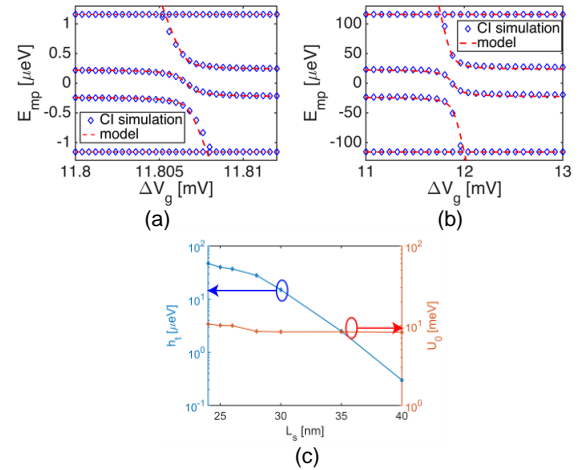 1
0.5
0
-0.5
-1
E_mp [μeV]
CI simulation
model
11.8
11.805
11.81
ΔV_g [mV]
(a)
100
50
0
-50
-100
E_mp [μeV]
CI simulation
model
11
12
13
ΔV_g [mV]
(b)
10^2
10^1
10^0
10^-1
h_t [μeV]
10^2
10^1
10^0
U_0 [meV]
25
30
35
40
L_s [nm]
(c)